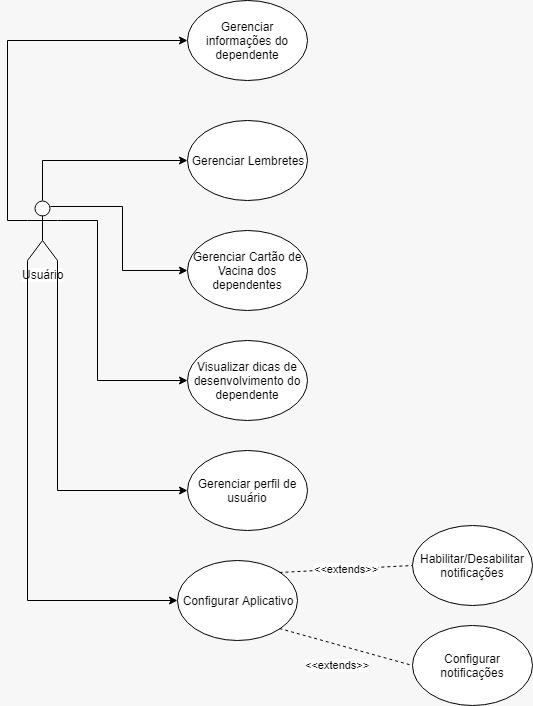 Gerenciar
informações do
dependente
Gerenciar Lembretes
Usuário
Gerenciar Cartão de
Vacina dos
dependentes
Visualizar dicas de
desenvolvimento do
dependente
Gerenciar perfil de
usuário
Configurar Aplicativo
<<extends>>
Habilitar/Desabilitar
notificações
<<extends>>
Configurar
notificações